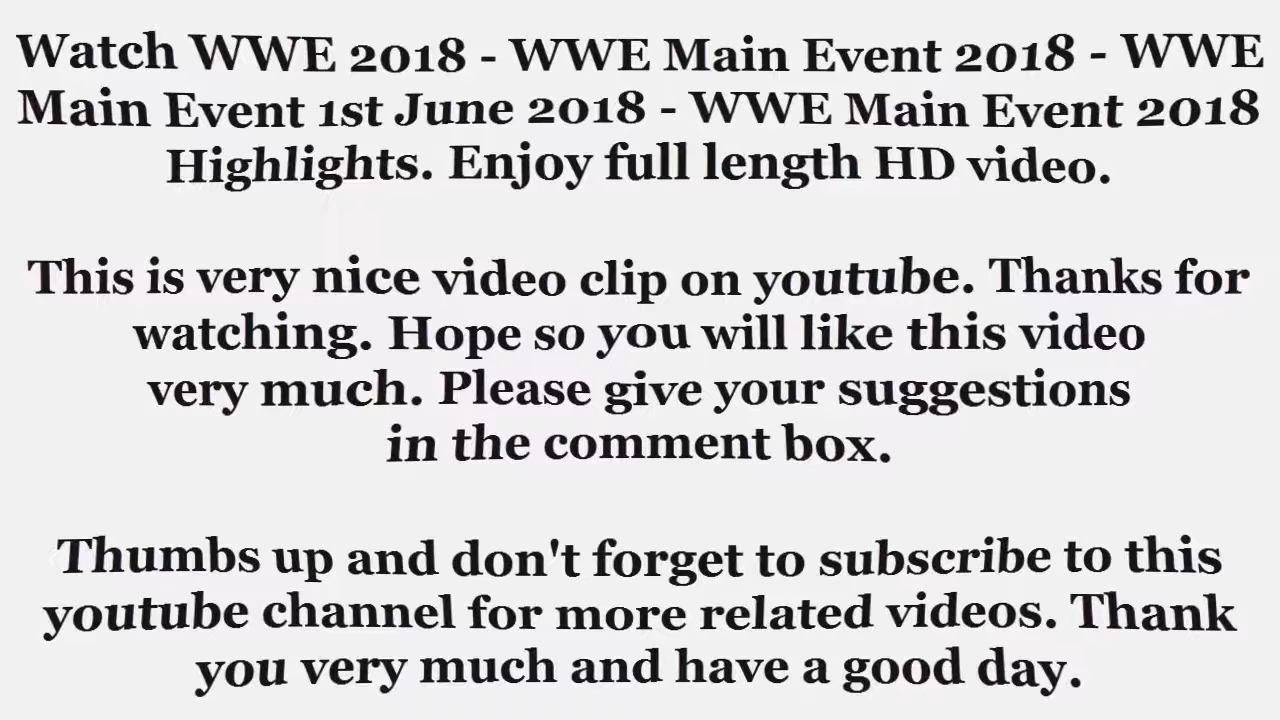 Watch WWE 2018 - WWE Main Event 2018 - WWE
Main Event 1st June 2018 - WWE Main Event 2018
Highlights. Enjoy full length HD video.
This is very nice video clip on youtube. Thanks for
watching. Hope so you will like this video
very much. Please give your suggestions
in the comment box.
Thumbs up and don't forget to subscribe to this
youtube channel for more related videos. Thank
you very much and have a good day.